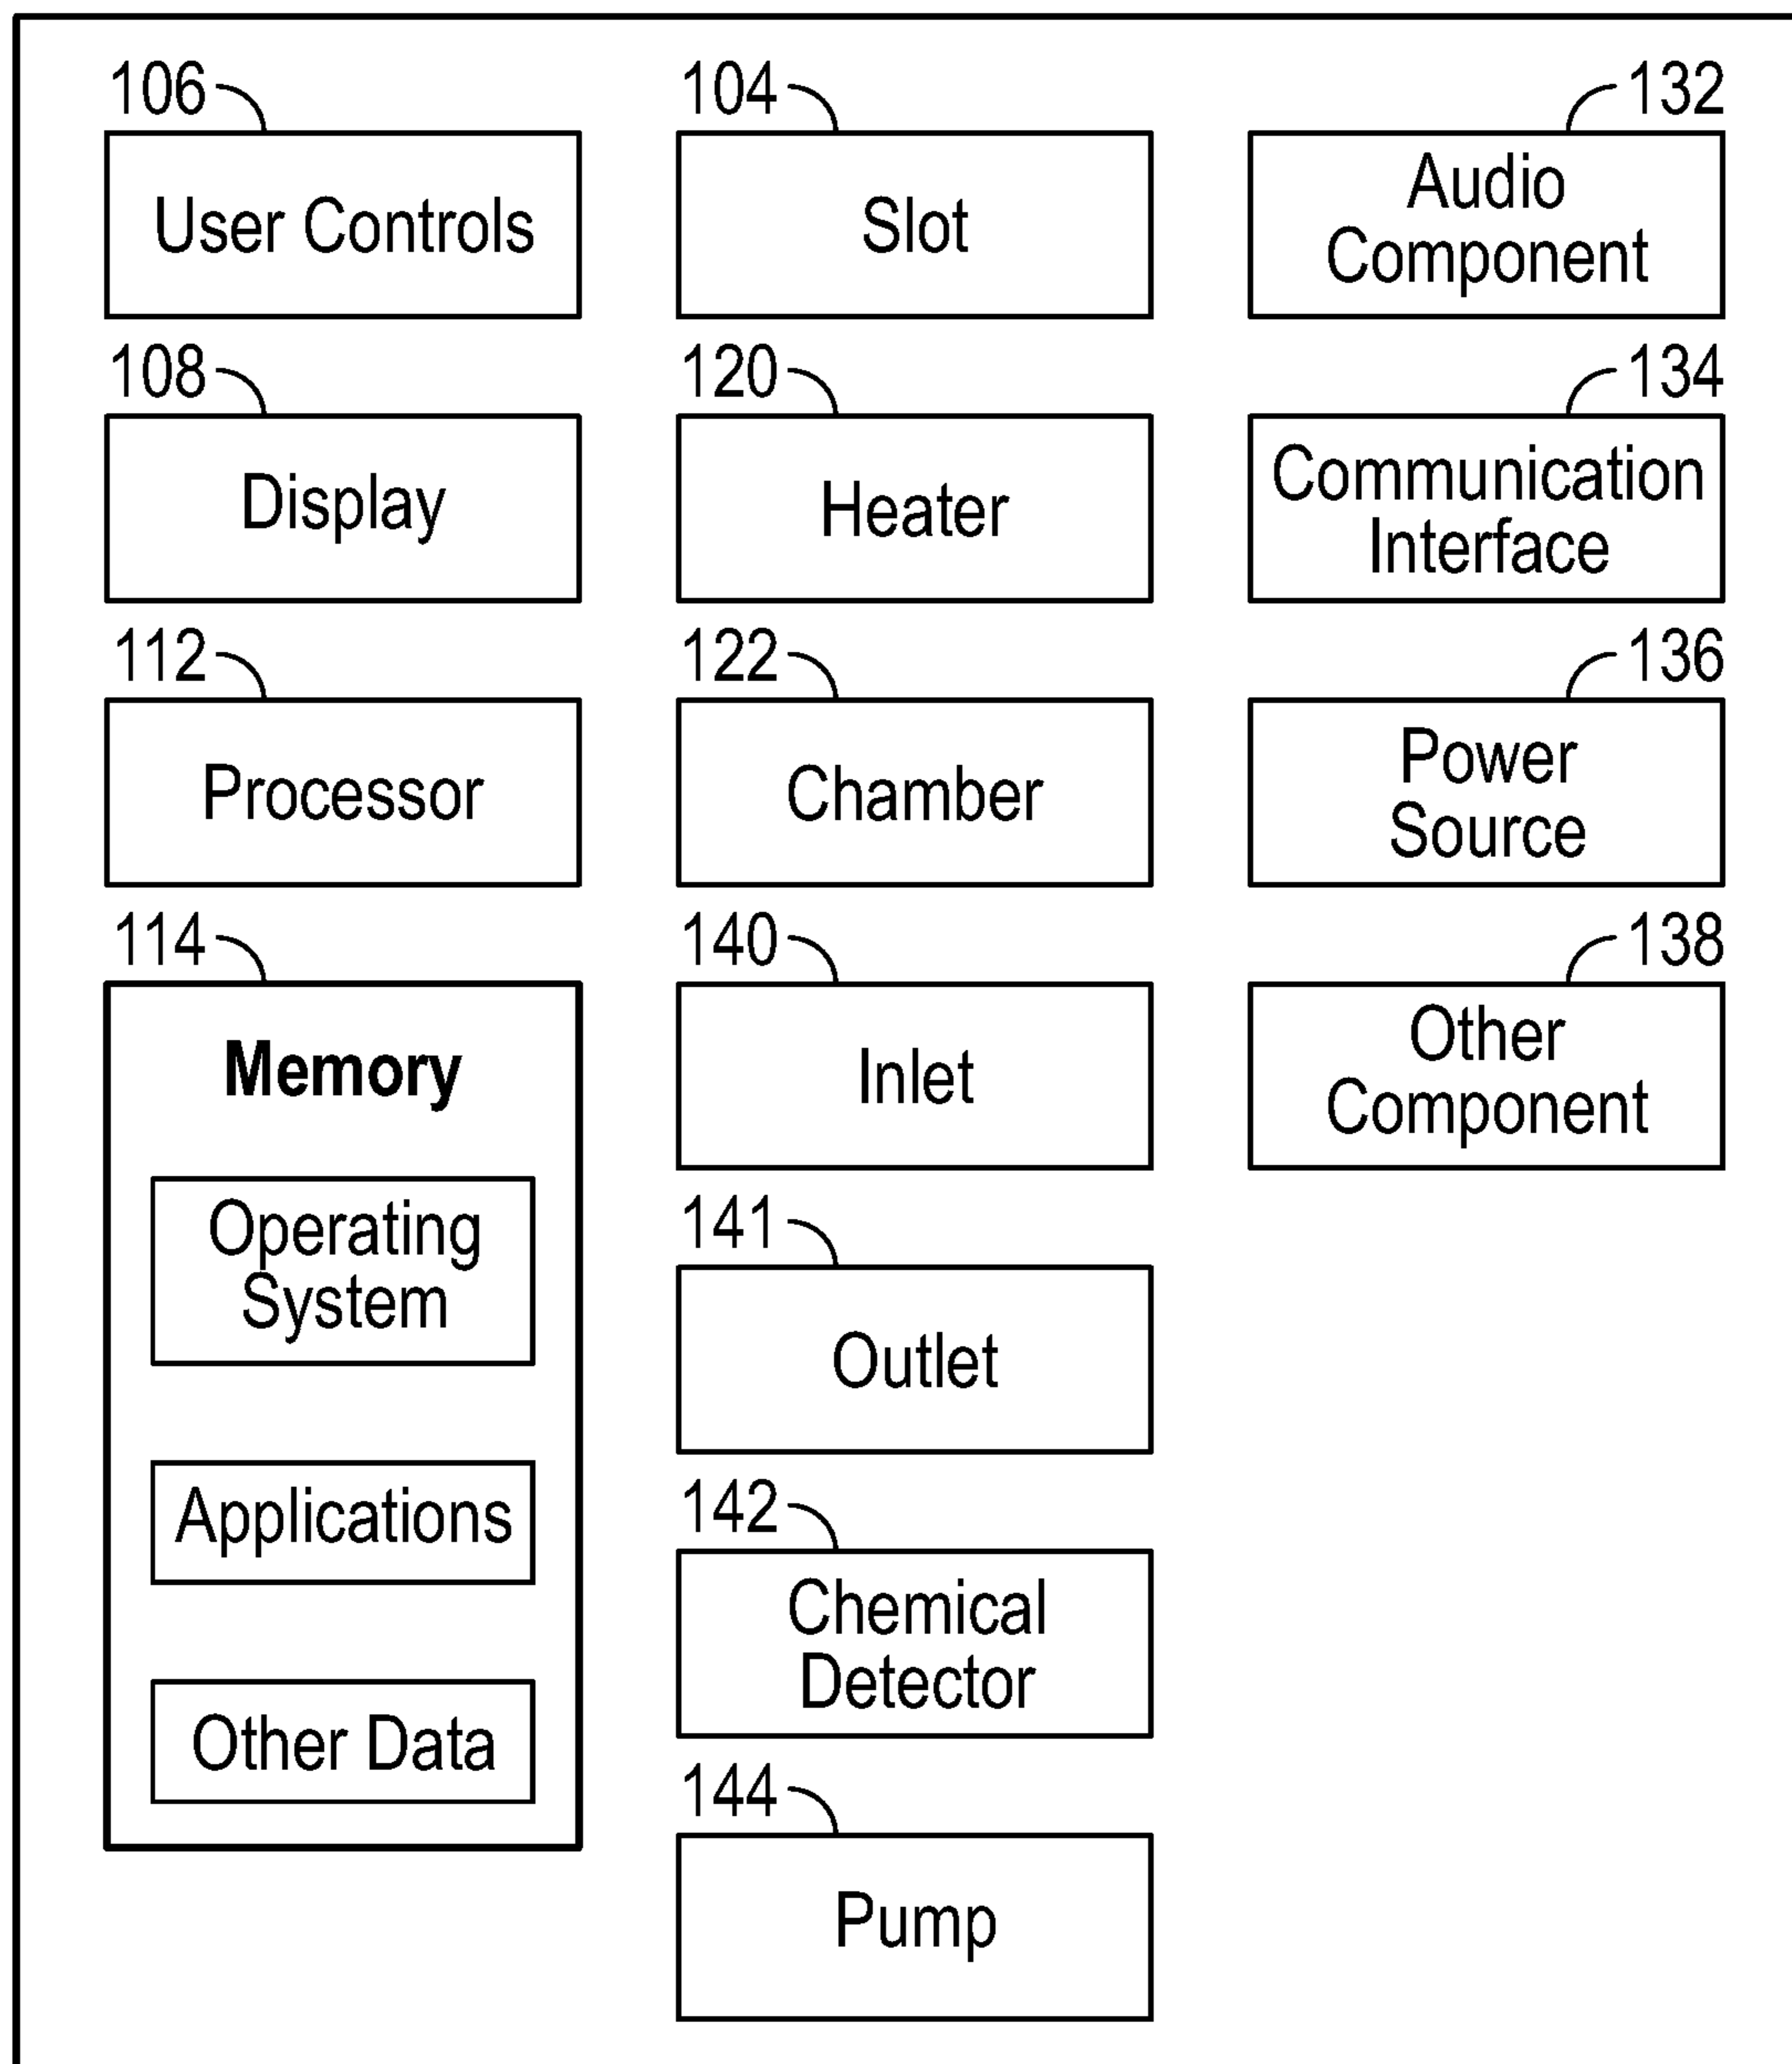 106
User Controls
108
Display
112
Processor
114
Memory
Operating
System
Applications
Other Data
104
Slot
120
Heater
122
Chamber
140
Inlet
141
Outlet
142
Chemical
Detector
144
Pump
132
Audio
Component
134
Communication
Interface
136
Power
Source
138
Other
Component